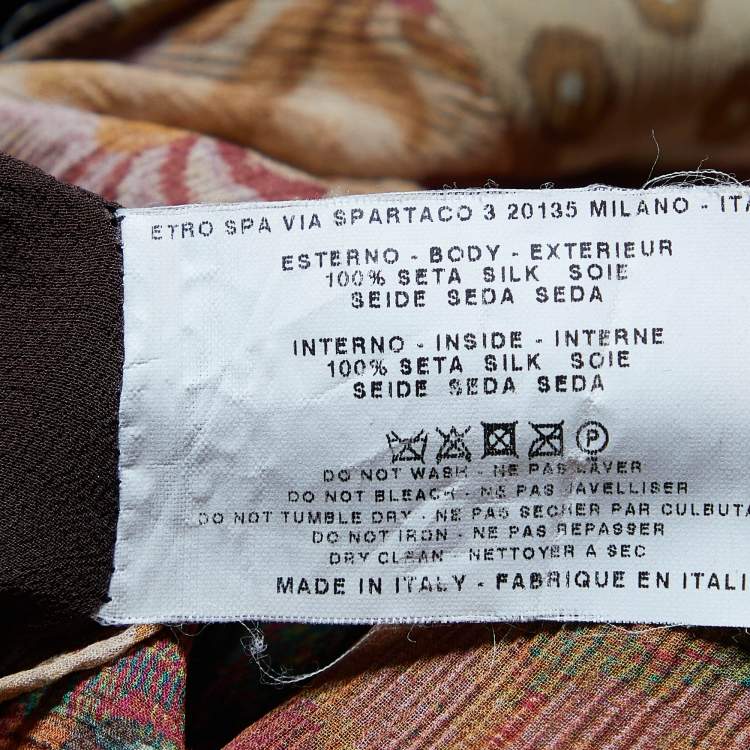 ETRO SPA VIA SPARTACO 3 20135 MILANO - ITA
ESTERNO - BODY - EXTERIEUR
100% SETA SILK SOIE
SEIDE SEDA SEDA
INTERNO - INSIDE - INTERNE
100% SETA SILK SOIE
SEIDE SEDA SEDA
P
DO NOT WASH - NE PAS LAVER
DO NOT BLEACH - NE PAS JAVELLISER
DO NOT TUMBLE DRY - NE PAS SECHER PAR CULBUTA
DO NOT IRON - NE PAS REPASSER
DRY CLEAN - NETTOYER A SEC
MADE IN ITALY - FABRIQUE EN ITALI